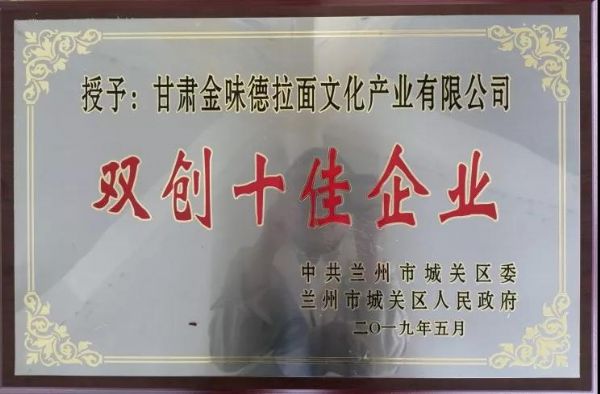 授予：甘肃金味德拉面文化产业有限公司
双创十佳企业
中共兰州市城关区委
兰州市城关区人民政府
二〇一九年五月